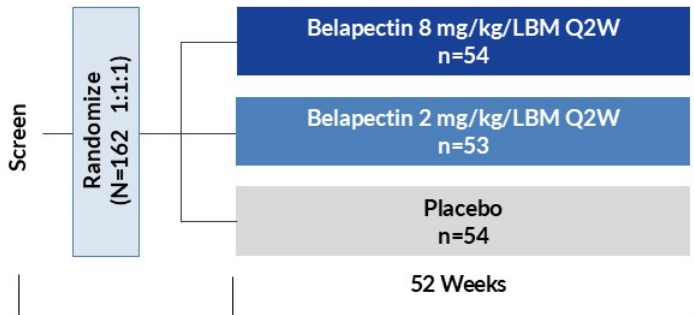 Screen
Randomize
(N=162 1:1:1)
Belapectin 8 mg/kg/LBM Q2W
n=54
Belapectin 2 mg/kg/LBM Q2W
n=53
Placebo
n=54
52 Weeks